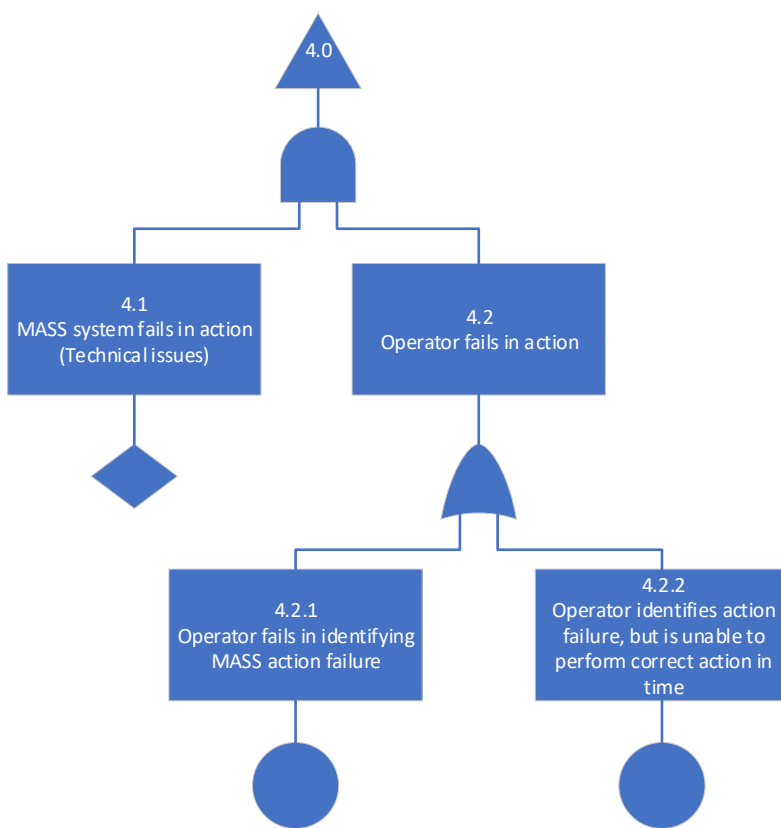 4.0
4.1
MASS system fails in action
(Technical issues)
4.2
Operator fails in action
4.2.1
Operator fails in identifying
MASS action failure
4.2.2
Operator identifies action
failure, but is unable to
perform correct action in
time